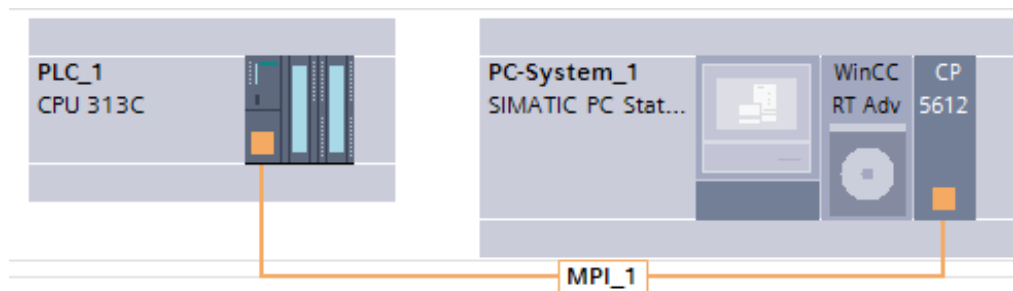 PLC_1
CPU 313C
PC-System_1
SIMATIC PC Stat...
WinCC
RT Adv
CP
5612
MPI_1